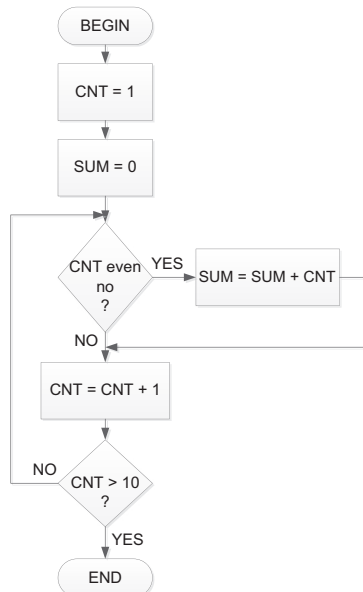 BEGIN
CNT = 1
SUM = 0
CNT even
no
?
YES
SUM = SUM + CNT
NO
CNT = CNT + 1
NO
CNT > 10
?
YES
END